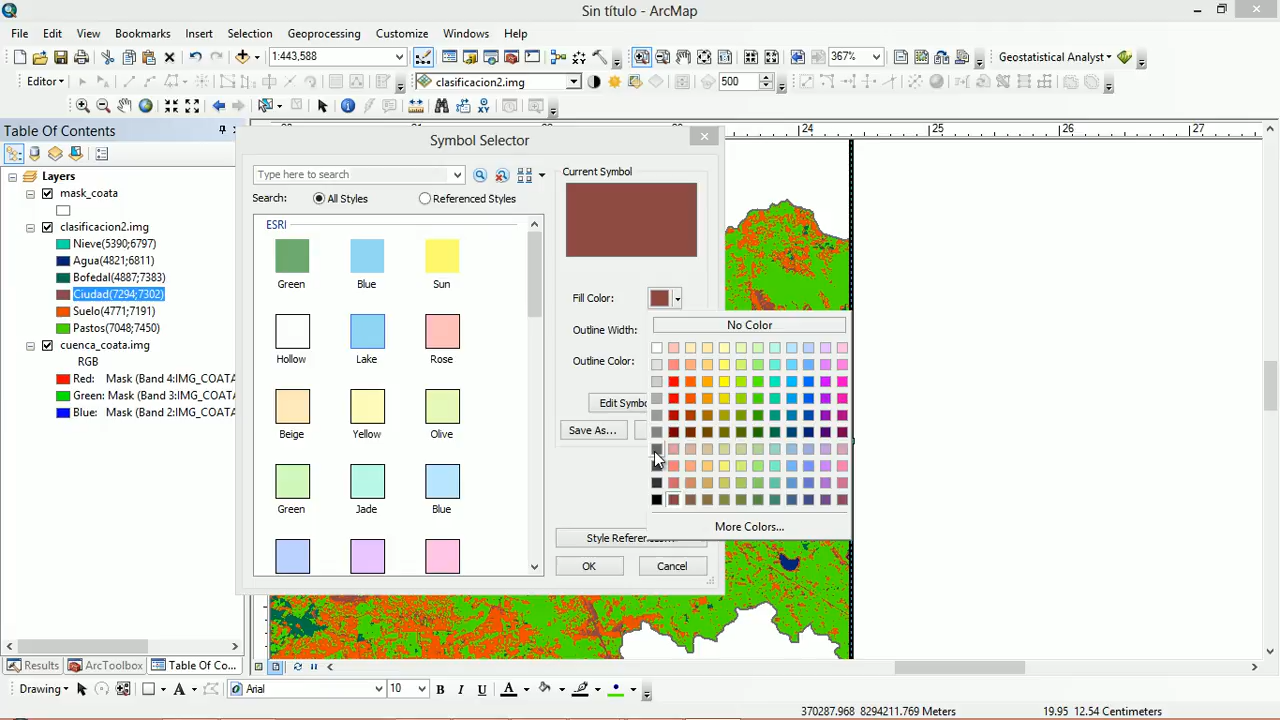 Sin título - ArcMap
File Edit View Bookmarks Insert Selection Geoprocessing Customize Windows Help
1:443,588
367%
Geostatistical Analyst
Editor
clasificacion2.img
500
Table Of Contents
Layers
mask_coata
clasificacion2.img
Nieve(5390;6797)
Agua(4821;6811)
Bofedal(4887;7383)
Ciudad(7294;7302)
Suelo(4771;7191)
Pastos(7048;7450)
cuenca_coata.img
RGB
Red: Mask (Band 4:IMG_COATA
Green: Mask (Band 3:IMG_COATA
Blue: Mask (Band 2:IMG_COATA
Results
ArcToolbox
Table Of Co...
24 25 26 27
Symbol Selector
Type here to search
Search:
All Styles
Referenced Styles
ESRI
Green
Blue
Sun
Hollow
Lake
Rose
Beige
Yellow
Olive
Green
Jade
Blue
Current Symbol
Fill Color:
Outline Width:
Outline Color:
Edit Symbo
Save As...
No Color
More Colors...
OK
Cancel
Drawing
A
Arial
10
B I U A
370287.968 8294211.769 Meters
19.95 12.54 Centimeters